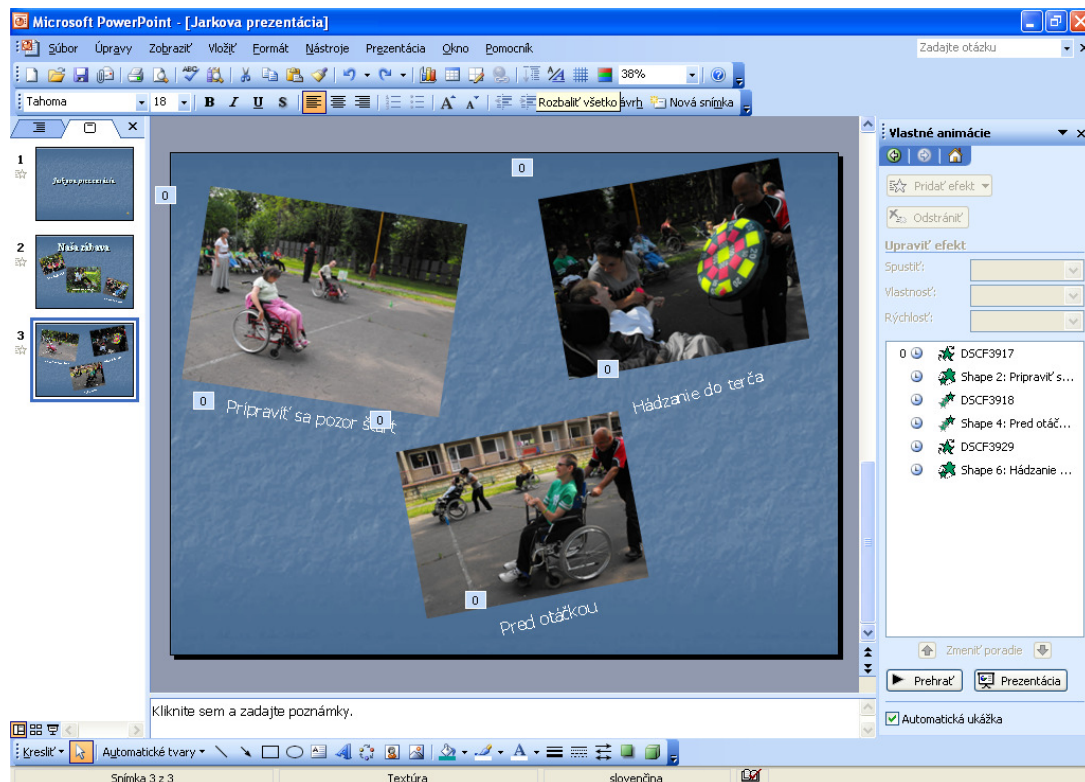 Microsoft PowerPoint - [Jarkova prezentácia]
Súbor Úpravy Zobraziť Vložiť Formát Nástroje Prezentácia Okno Pomocník
Zadajte otázku
38%
Tahoma 18 B I U S Rozbaliť všetko ávrh Nová snímka
1
Jarkova prezentácia
2
Naša zábava
3
0
0
0
0
0
0
Pripraviť sa pozor štart
Hádzanie do terča
Pred otáčkou
Vlastné animácie
Pridať efekt
Odstrániť
Upraviť efekt
Spustiť:
Vlastnosť:
Rýchlosť:
0 DSCF3917
Shape 2: Pripraviť s...
DSCF3918
Shape 4: Pred otáč...
DSCF3929
Shape 6: Hádzanie ...
Zmeniť poradie
Prehrať Prezentácia
Automatická ukážka
Kliknite sem a zadajte poznámky.
Kresliť Automatické tvary
Snímka 3 z 3 Textúra slovenčina